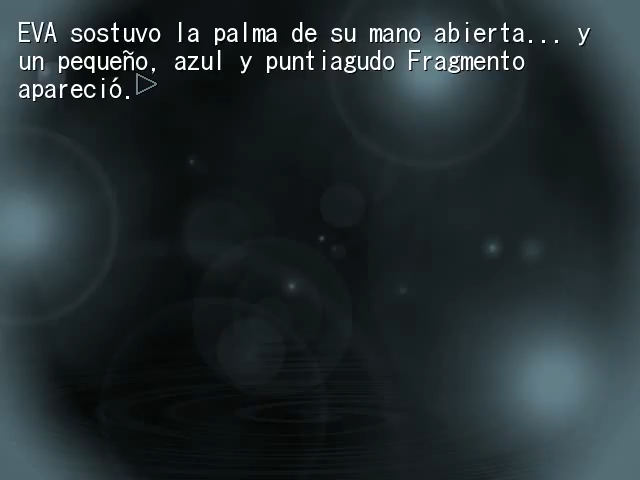 EVA sostuvo la palma de su mano abierta... y
un pequeño, azul y puntiagudo Fragmento
apareció.